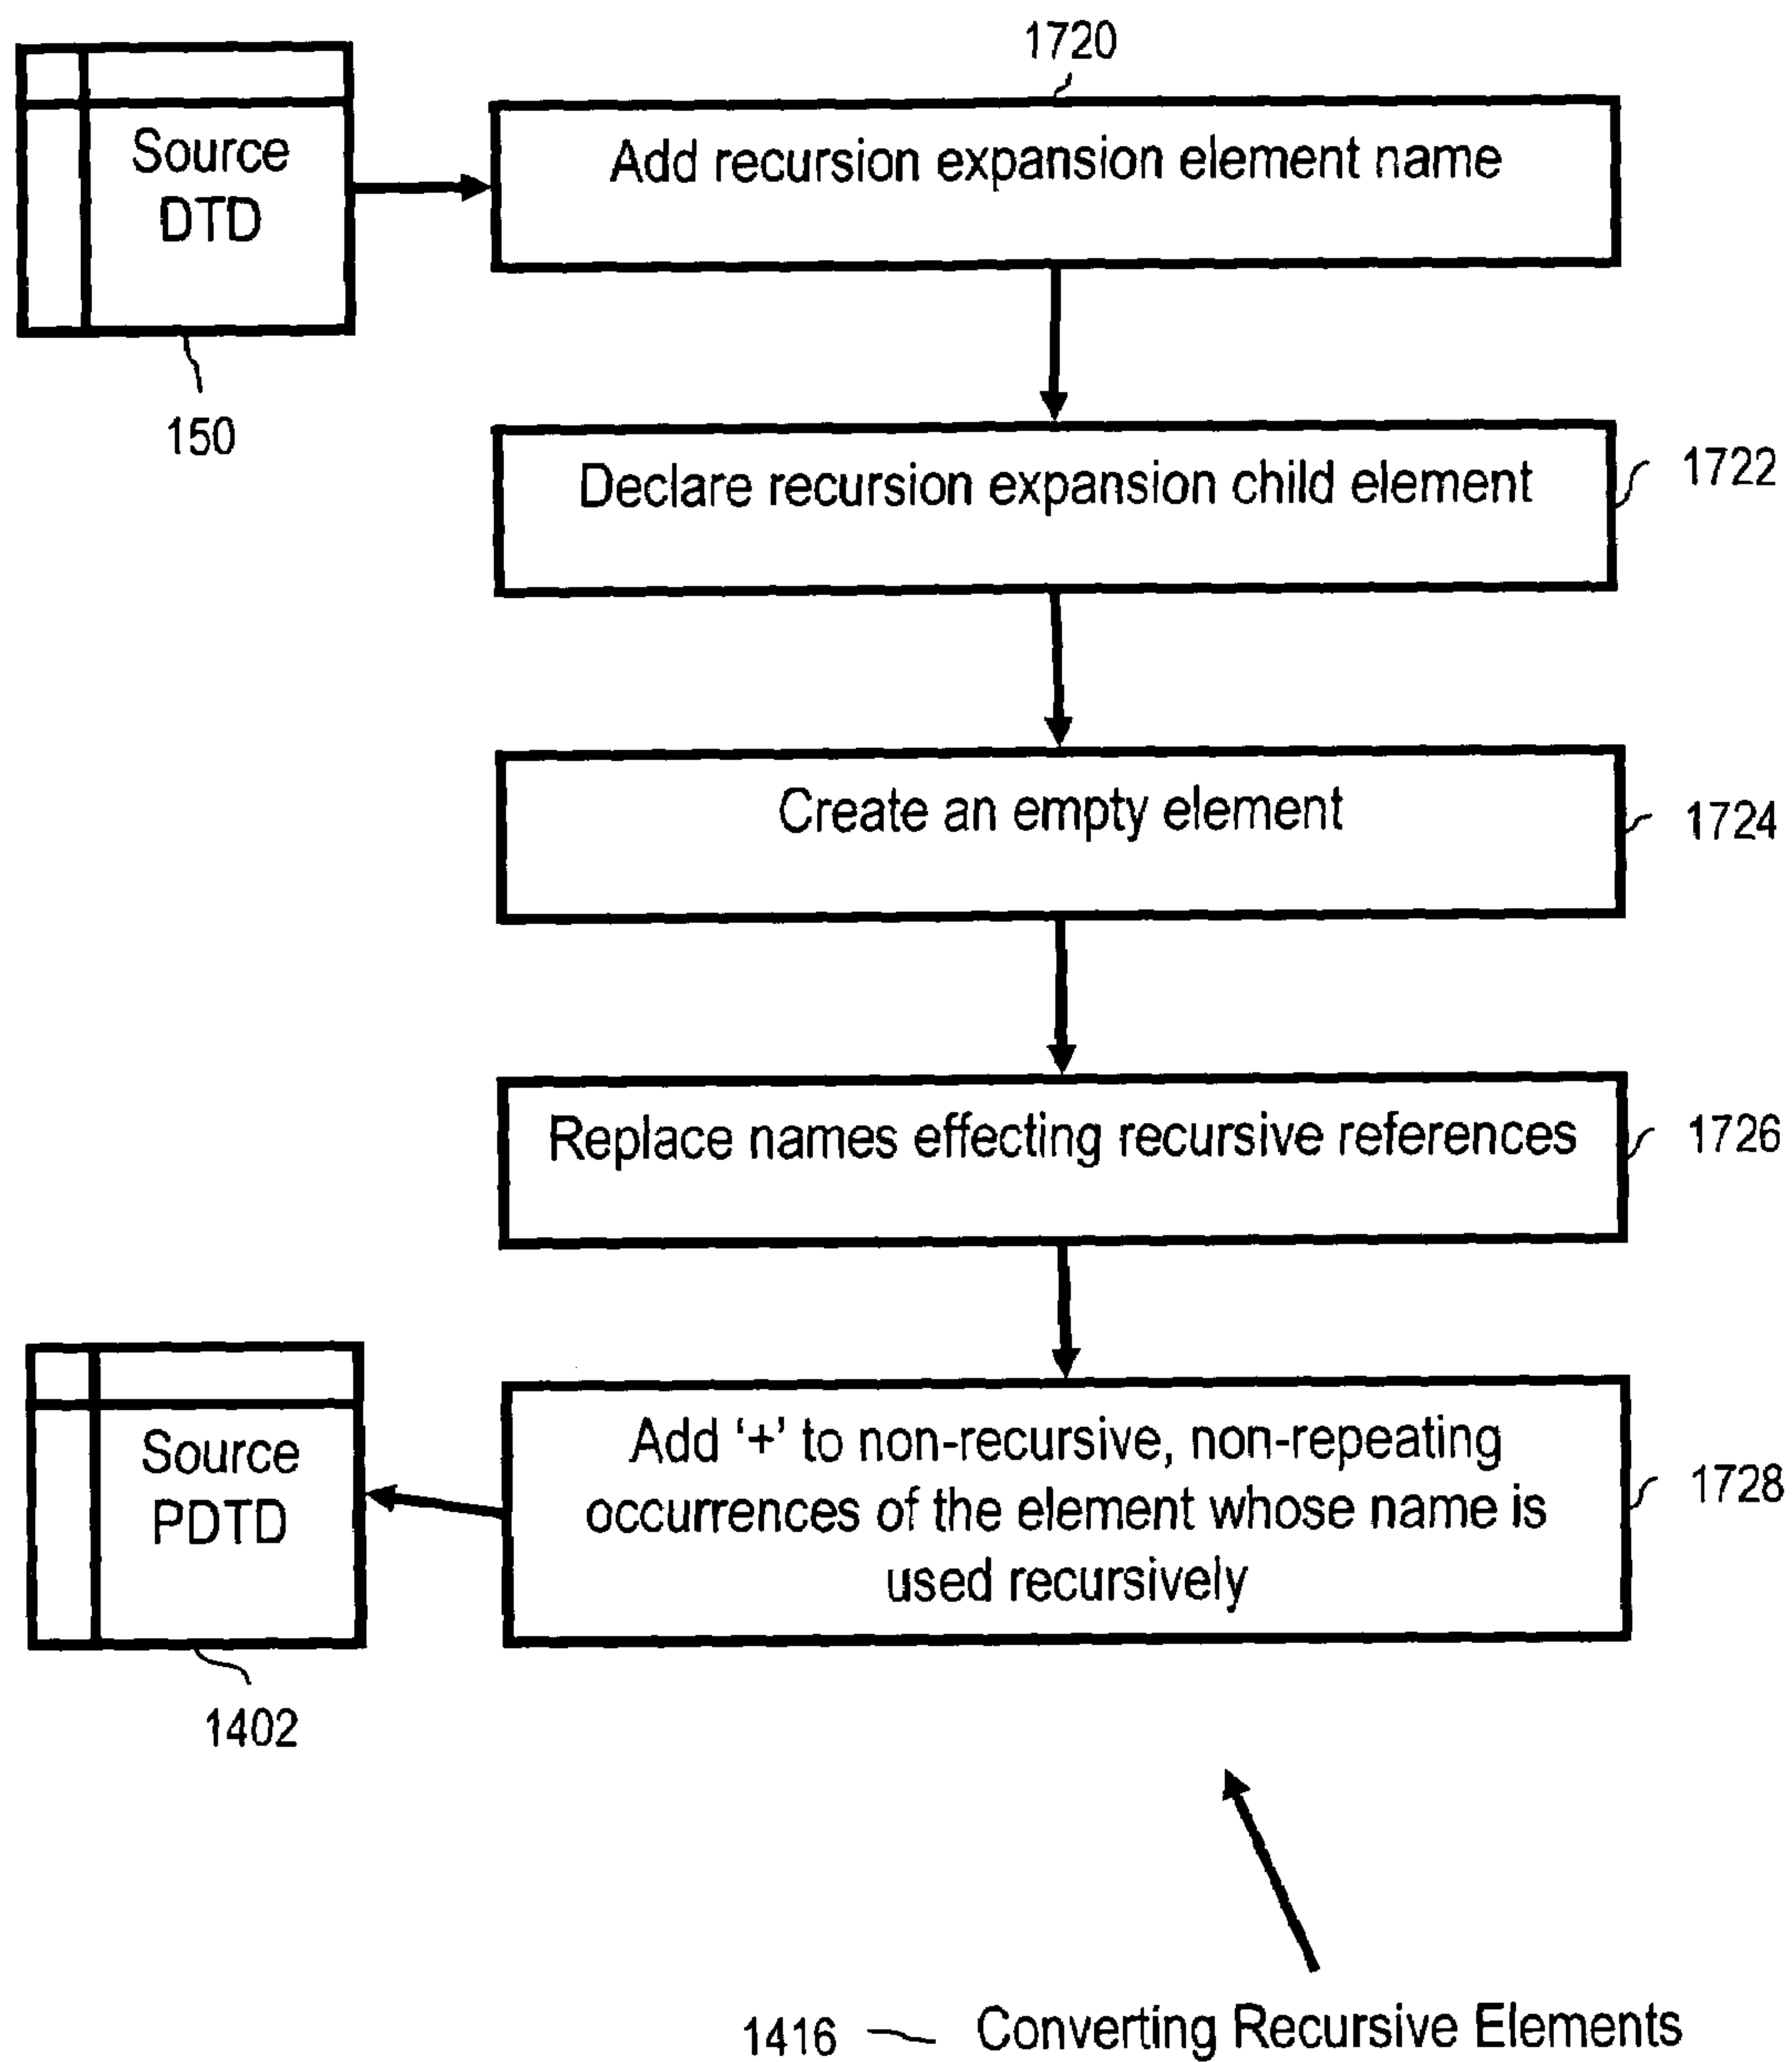 1720
Source
DTD
Add recursion expansion element name
150
Declare recursion expansion child element
1722
Create an empty element
1724
Replace names effecting recursive references
1726
Source
PDTD
Add ‘+’ to non-recursive, non-repeating
occurrences of the element whose name is
used recursively
1728
1402
1416
Converting Recursive Elements